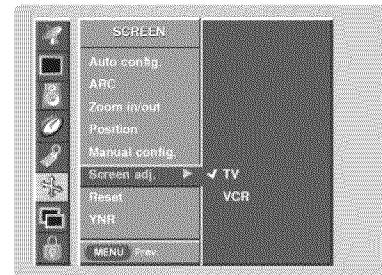 SCREEN
Auto config.
ARC
Zoom in/out
Position
Manual config.
Screen adj. ▶ ✔ TV
Reset VCR
YNR
MENU Prev.